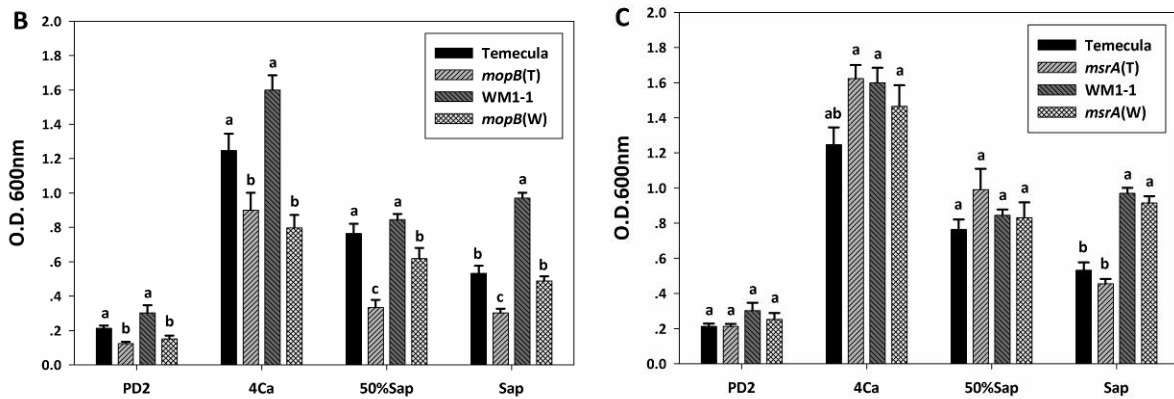 B
2.0
1.8
1.6
1.4
1.2
1.0
.8
.6
.4
.2
0.0
O.D. 600nm
Temecula
mopB(T)
WM1-1
mopB(W)
a b a b
a b a b
a c a b
b c a b
PD2 4Ca 50%Sap Sap
C
2.0
1.8
1.6
1.4
1.2
1.0
.8
.6
.4
.2
0.0
O.D. 600nm
Temecula
msrA(T)
WM1-1
msrA(W)
a a a a
ab a a a
a a a a
b b a a
PD2 4Ca 50%Sap Sap